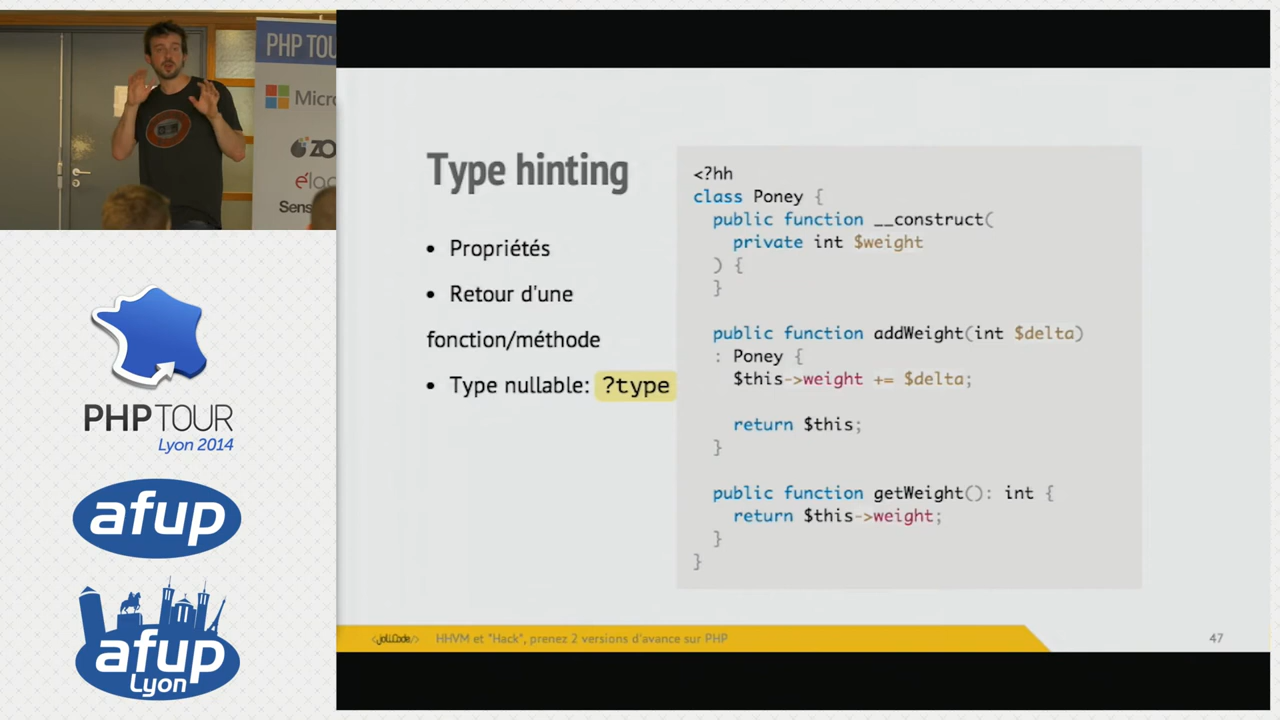 PHP TOU
Micro
ZO
élao
Sens
PHP TOUR
Lyon 2014
afup
afup
Lyon
Type hinting
• Propriétés
• Retour d'une
fonction/méthode
• Type nullable: ?type
<?hh
class Poney {
public function __construct(
private int $weight
) {
}
public function addWeight(int $delta)
: Poney {
$this->weight += $delta;
return $this;
}
public function getWeight(): int {
return $this->weight;
}
}
<joliCode/>
HHVM et "Hack", prenez 2 versions d'avance sur PHP
47